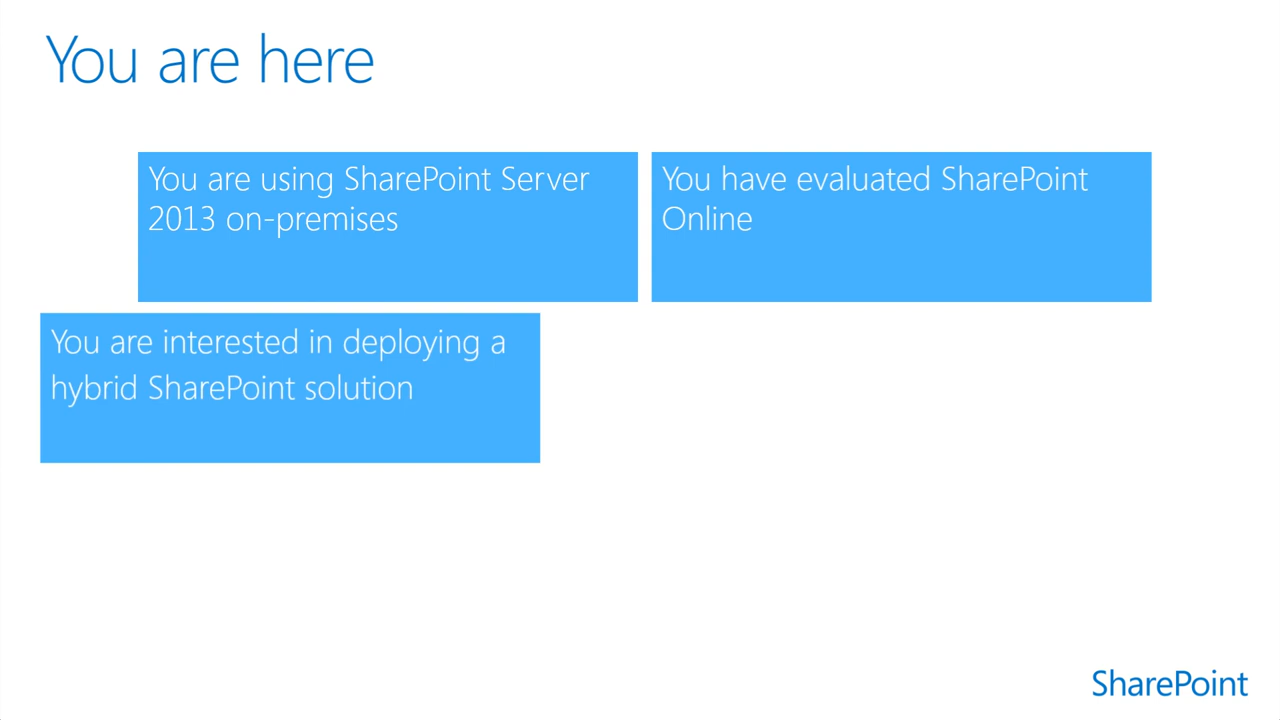 You are here
You are using SharePoint Server
2013 on-premises
You have evaluated SharePoint
Online
You are interested in deploying a
hybrid SharePoint solution
SharePoint